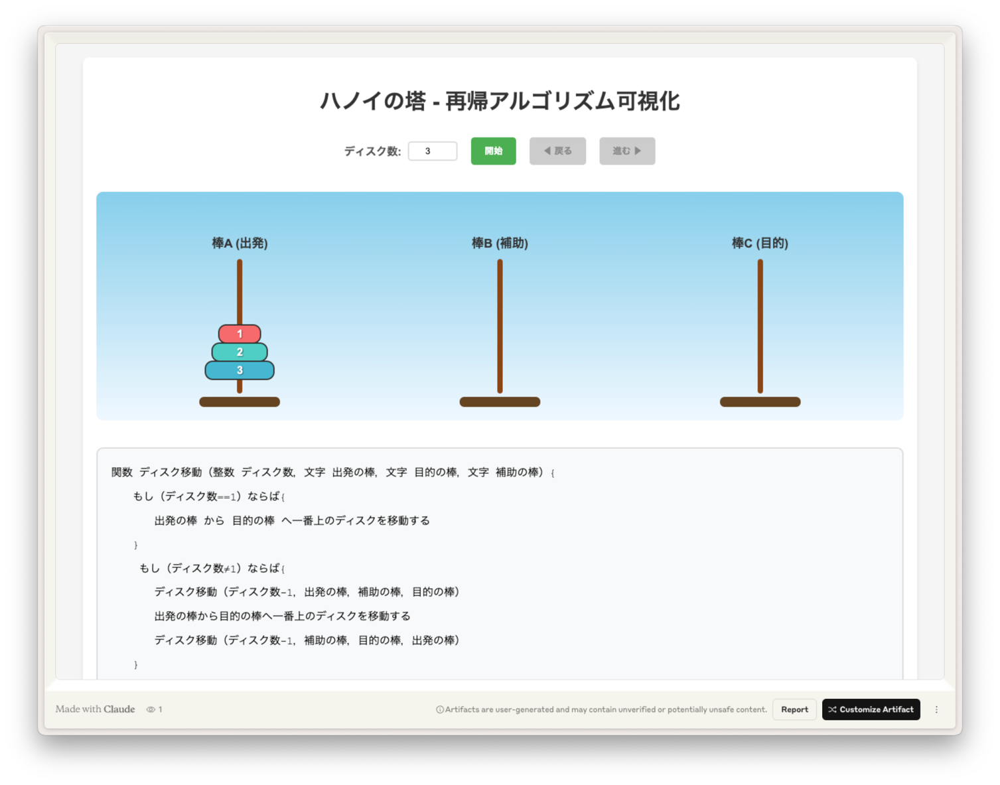 ハノイの塔 - 再帰アルゴリズム可視化
ディスク数: 3 開始 ◀ 戻る 進む ▶
棒A (出発) 棒B (補助) 棒C (目的)
1
2
3
関数 ディスク移動（整数 ディスク数, 文字 出発の棒, 文字 目的の棒, 文字 補助の棒）{
もし（ディスク数==1）ならば{
出発の棒 から 目的の棒 へ一番上のディスクを移動する
}
もし（ディスク数≠1）ならば{
ディスク移動（ディスク数-1, 出発の棒, 補助の棒, 目的の棒）
出発の棒から目的の棒へ一番上のディスクを移動する
ディスク移動（ディスク数-1, 補助の棒, 目的の棒, 出発の棒）
}
Made with Claude 1 Artifacts are user-generated and may contain unverified or potentially unsafe content. Report Customize Artifact